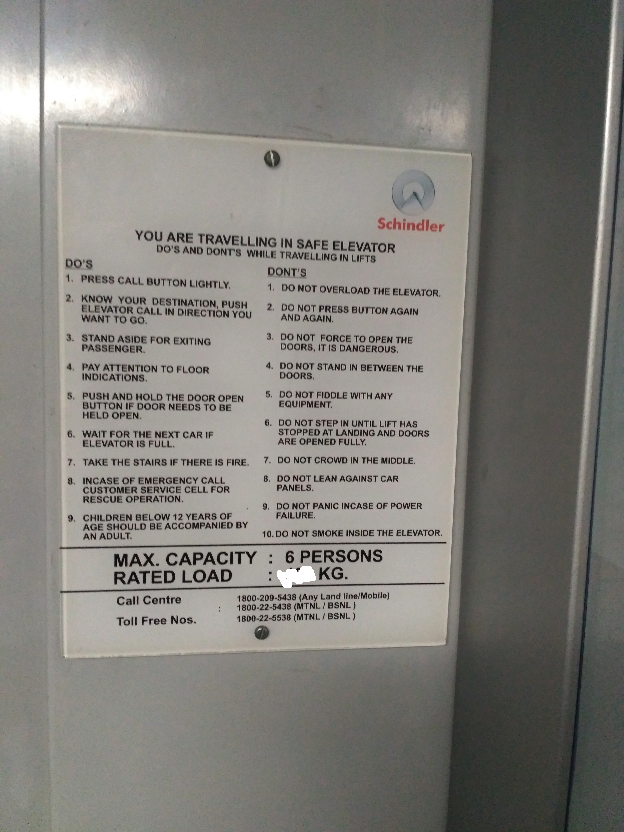 Schindler
YOU ARE TRAVELLING IN SAFE ELEVATOR
DO'S AND DONT'S WHILE TRAVELLING IN LIFTS
DO'S
1. PRESS CALL BUTTON LIGHTLY.
2. KNOW YOUR DESTINATION, PUSH
ELEVATOR CALL IN DIRECTION YOU
WANT TO GO.
3. STAND ASIDE FOR EXITING
PASSENGER.
4. PAY ATTENTION TO FLOOR
INDICATIONS.
5. PUSH AND HOLD THE DOOR OPEN
BUTTON IF DOOR NEEDS TO BE
HELD OPEN.
6. WAIT FOR THE NEXT CAR IF
ELEVATOR IS FULL.
7. TAKE THE STAIRS IF THERE IS FIRE.
8. INCASE OF EMERGENCY CALL
CUSTOMER SERVICE CELL FOR
RESCUE OPERATION.
9. CHILDREN BELOW 12 YEARS OF
AGE SHOULD BE ACCOMPANIED BY
AN ADULT.
DONT'S
1. DO NOT OVERLOAD THE ELEVATOR.
2. DO NOT PRESS BUTTON AGAIN
AND AGAIN.
3. DO NOT FORCE TO OPEN THE
DOORS, IT IS DANGEROUS.
4. DO NOT STAND IN BETWEEN THE
DOORS.
5. DO NOT FIDDLE WITH ANY
EQUIPMENT.
6. DO NOT STEP IN UNTIL LIFT HAS
STOPPED AT LANDING AND DOORS
ARE OPENED FULLY.
7. DO NOT CROWD IN THE MIDDLE.
8. DO NOT LEAN AGAINST CAR
PANELS.
9. DO NOT PANIC INCASE OF POWER
FAILURE.
10. DO NOT SMOKE INSIDE THE ELEVATOR.
MAX. CAPACITY : 6 PERSONS
RATED LOAD : KG.
Call Centre 1800-209-5438 (Any Land line/Mobile)
: 1800-22-5438 (MTNL / BSNL )
Toll Free Nos. 1800-22-5538 (MTNL / BSNL )